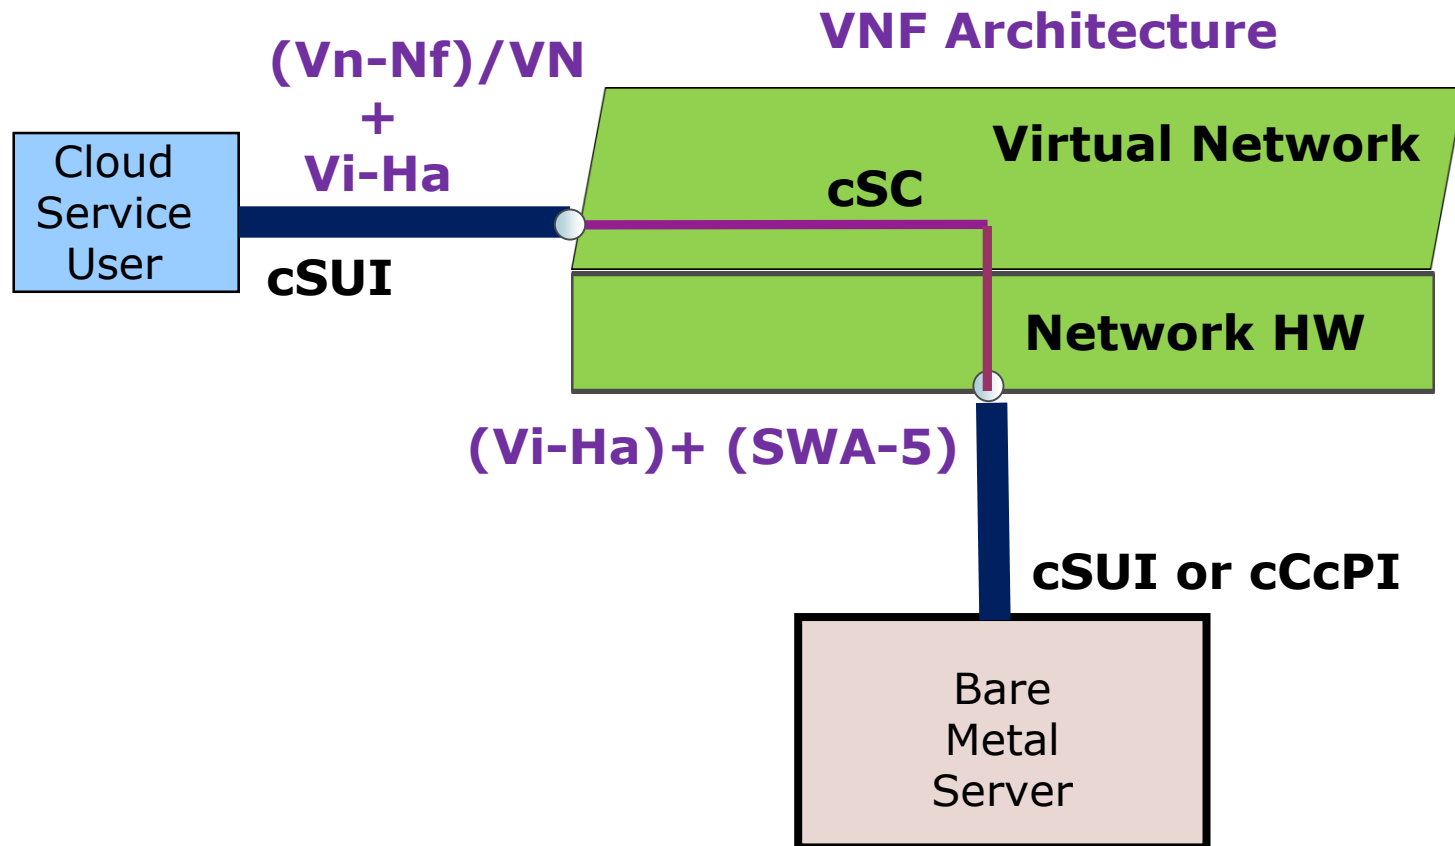 VNF Architecture
(Vn-Nf)/VN
+
Vi-Ha
Cloud
Service
User
cSUI
Virtual Network
cSC
Network HW
(Vi-Ha)+ (SWA-5)
cSUI or cCcPI
Bare
Metal
Server